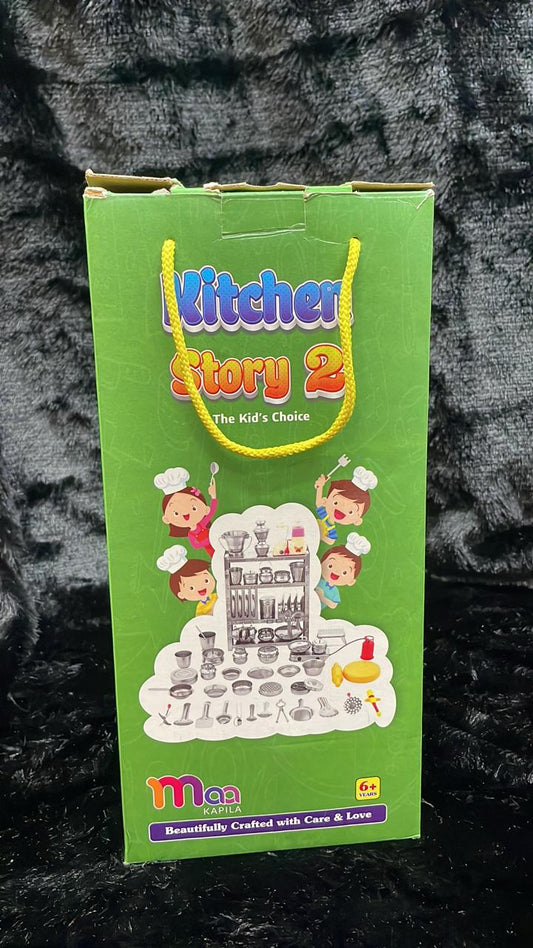 Kitchen
Story 2
The Kid's Choice
maa
KAPILA
6+
YEARS
Beautifully Crafted with Care & Love